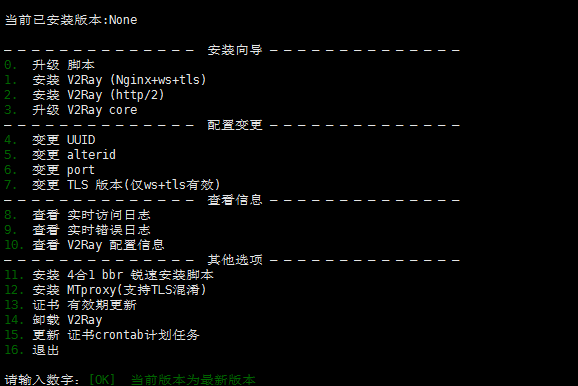 当前已安装版本:None
— — — — — — — — — — — — — — 安装向导 — — — — — — — — — — — — — —
0. 升级 脚本
1. 安装 V2Ray (Nginx+ws+tls)
2. 安装 V2Ray (http/2)
3. 升级 V2Ray core
— — — — — — — — — — — — — — 配置变更 — — — — — — — — — — — — — —
4. 变更 UUID
5. 变更 alterid
6. 变更 port
7. 变更 TLS 版本(仅ws+tls有效)
— — — — — — — — — — — — — — 查看信息 — — — — — — — — — — — — — —
8. 查看 实时访问日志
9. 查看 实时错误日志
10. 查看 V2Ray 配置信息
— — — — — — — — — — — — — — 其他选项 — — — — — — — — — — — — — —
11. 安装 4合1 bbr 锐速安装脚本
12. 安装 MTproxy(支持TLS混淆)
13. 证书 有效期更新
14. 卸载 V2Ray
15. 更新 证书crontab计划任务
16. 退出
请输入数字：[OK] 当前版本为最新版本